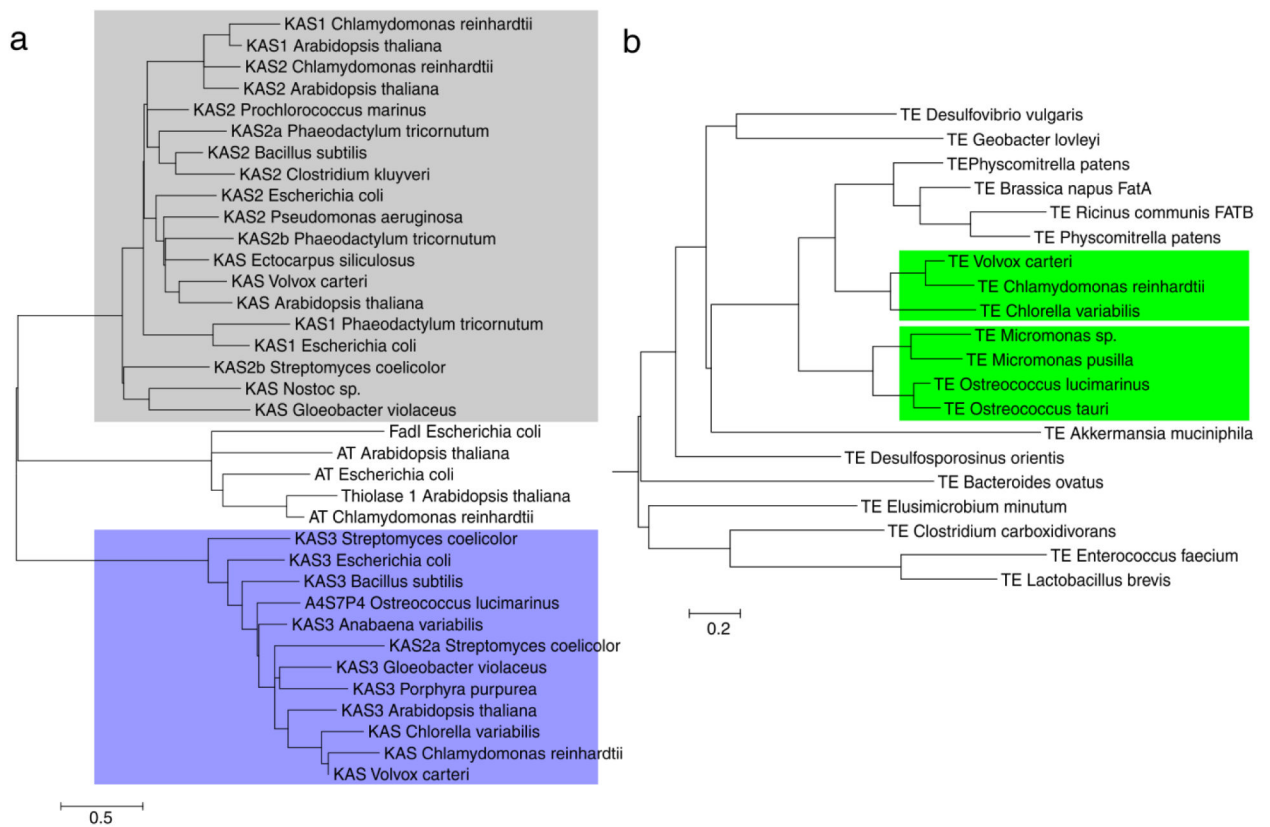 a
KAS1 Chlamydomonas reinhardtii
KAS1 Arabidopsis thaliana
KAS2 Chlamydomonas reinhardtii
KAS2 Arabidopsis thaliana
KAS2 Prochlorococcus marinus
KAS2a Phaeodactylum tricornutum
KAS2 Bacillus subtilis
KAS2 Clostridium kluyveri
KAS2 Escherichia coli
KAS2 Pseudomonas aeruginosa
KAS2b Phaeodactylum tricornutum
KAS Ectocarpus siliculosus
KAS Volvox carteri
KAS Arabidopsis thaliana
KAS1 Phaeodactylum tricornutum
KAS1 Escherichia coli
KAS2b Streptomyces coelicolor
KAS Nostoc sp.
KAS Gloeobacter violaceus
FadI Escherichia coli
AT Arabidopsis thaliana
AT Escherichia coli
Thiolase 1 Arabidopsis thaliana
AT Chlamydomonas reinhardtii
KAS3 Streptomyces coelicolor
KAS3 Escherichia coli
KAS3 Bacillus subtilis
A4S7P4 Ostreococcus lucimarinus
KAS3 Anabaena variabilis
KAS2a Streptomyces coelicolor
KAS3 Gloeobacter violaceus
KAS3 Porphyra purpurea
KAS3 Arabidopsis thaliana
KAS Chlorella variabilis
KAS Chlamydomonas reinhardtii
KAS Volvox carteri
0.5
b
TE Desulfovibrio vulgaris
TE Geobacter lovleyi
TEPhyscomitrella patens
TE Brassica napus FatA
TE Ricinus communis FATB
TE Physcomitrella patens
TE Volvox carteri
TE Chlamydomonas reinhardtii
TE Chlorella variabilis
TE Micromonas sp.
TE Micromonas pusilla
TE Ostreococcus lucimarinus
TE Ostreococcus tauri
TE Akkermansia muciniphila
TE Desulfosporosinus orientis
TE Bacteroides ovatus
TE Elusimicrobium minutum
TE Clostridium carboxidivorans
TE Enterococcus faecium
TE Lactobacillus brevis
0.2